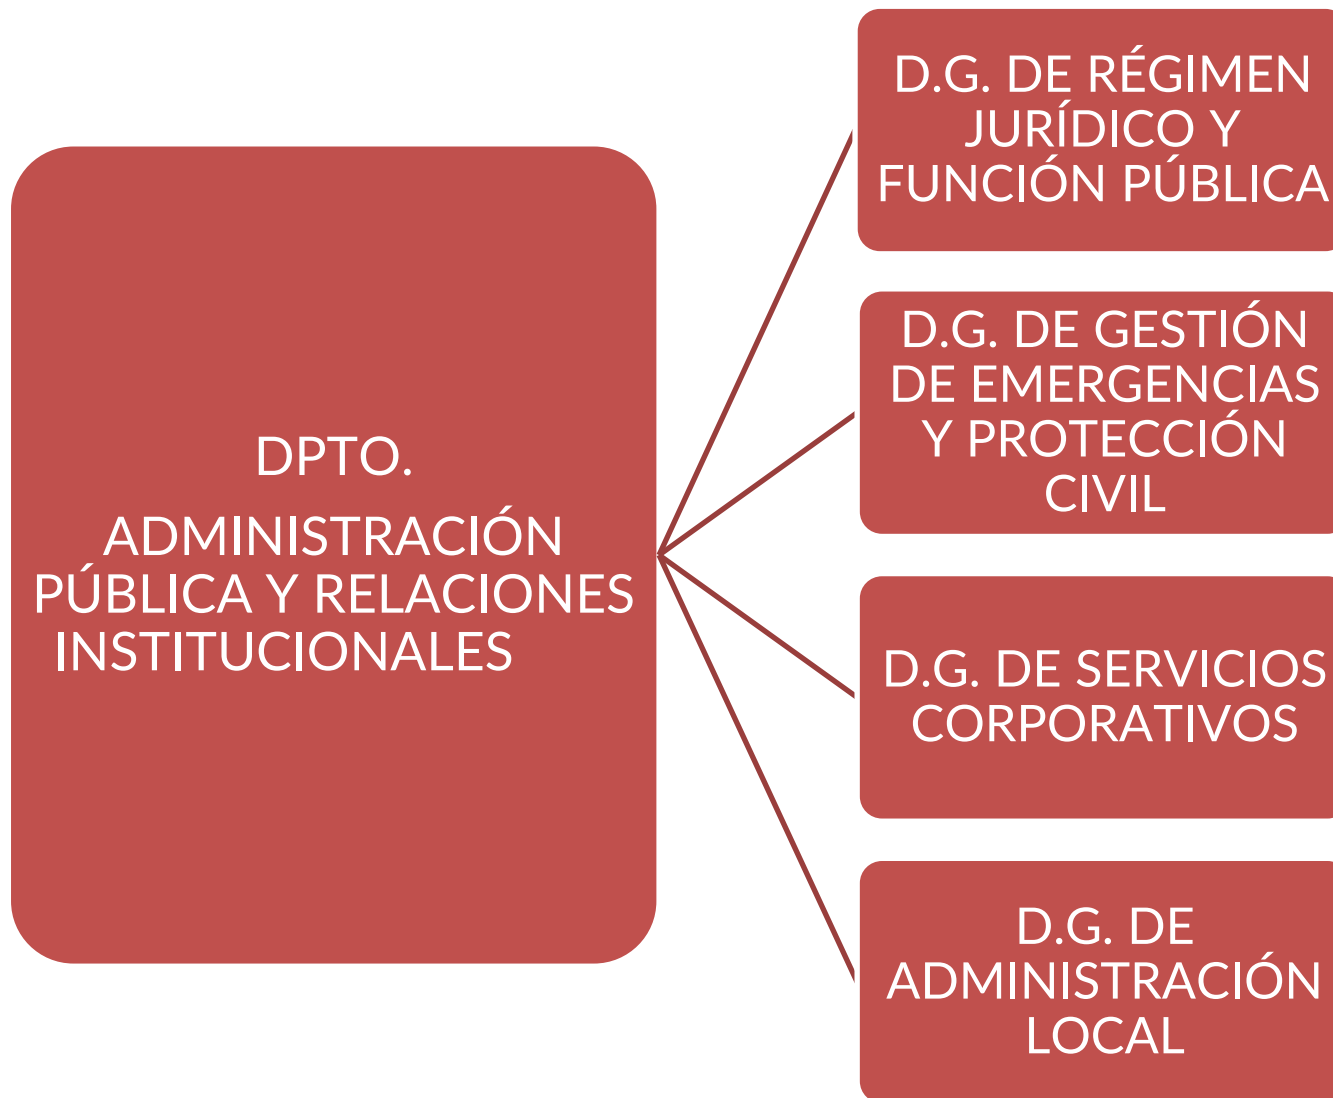 DPTO.
ADMINISTRACIÓN
PÚBLICA Y RELACIONES
INSTITUCIONALES
D.G. DE RÉGIMEN
JURÍDICO Y
FUNCIÓN PÚBLICA
D.G. DE GESTIÓN
DE EMERGENCIAS
Y PROTECCIÓN
CIVIL
D.G. DE SERVICIOS
CORPORATIVOS
D.G. DE
ADMINISTRACIÓN
LOCAL